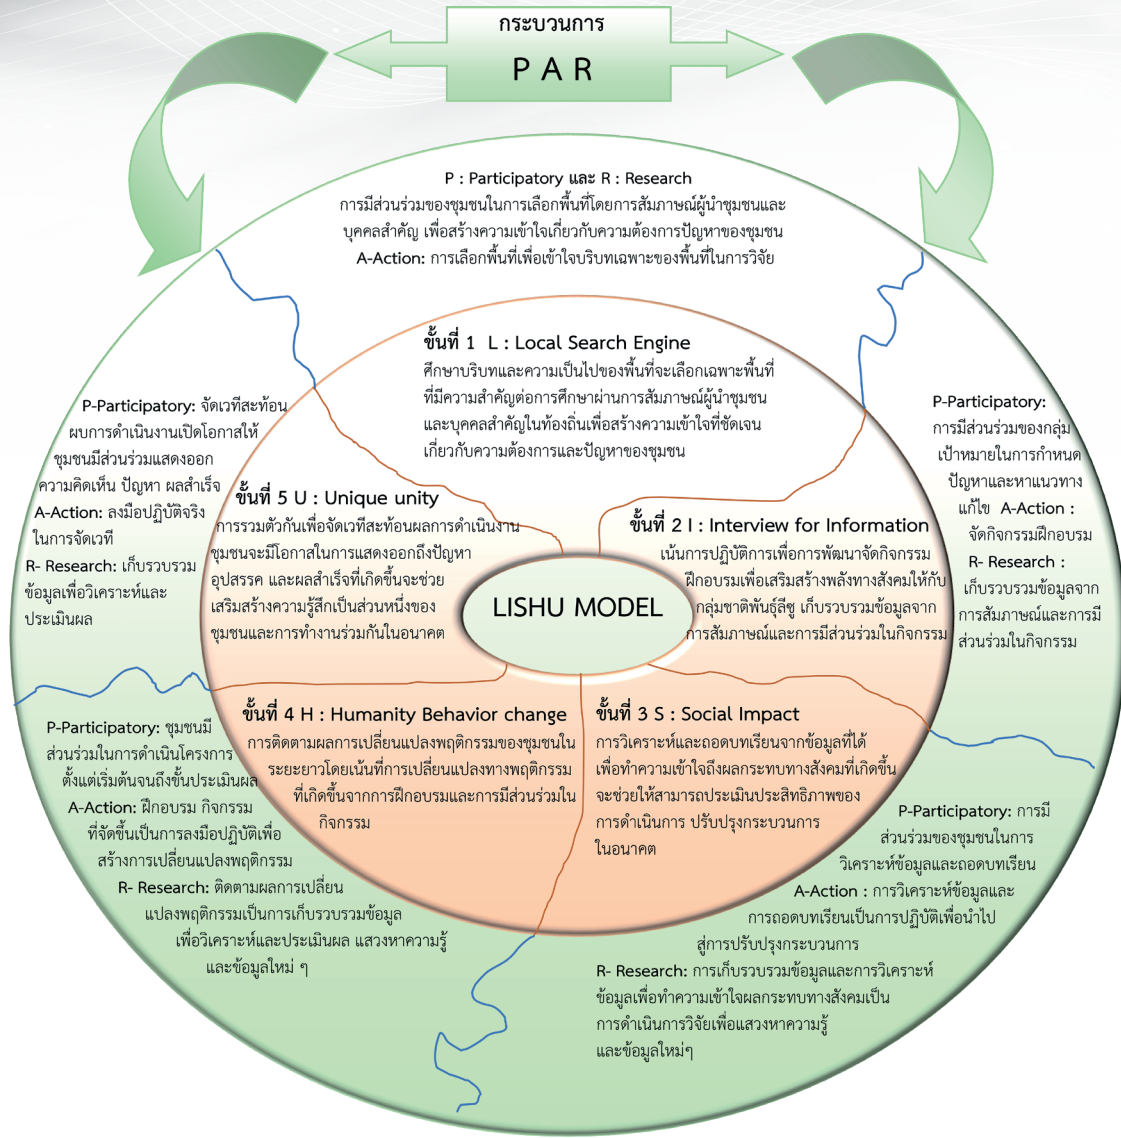 กระบวนการ
P A R
P : Participatory และ R : Research
การมีส่วนร่วมของชุมชนในการเลือกพื้นที่โดยการสัมภาษณ์ผู้นำชุมชนและ
บุคคลสำคัญ เพื่อสร้างความเข้าใจเกี่ยวกับความต้องการปัญหาของชุมชน
A-Action: การเลือกพื้นที่เพื่อเข้าใจบริบทเฉพาะของพื้นที่ในการวิจัย
ขั้นที่ 1 L : Local Search Engine
ศึกษาบริบทและความเป็นไปของพื้นที่จะเลือกเฉพาะพื้นที่
ที่มีความสำคัญต่อการศึกษาผ่านการสัมภาษณ์ผู้นำชุมชน
และบุคคลสำคัญในท้องถิ่นเพื่อสร้างความเข้าใจที่ชัดเจน
เกี่ยวกับความต้องการและปัญหาของชุมชน
P-Participatory:
การมีส่วนร่วมของกลุ่ม
เป้าหมายในการกำหนด
ปัญหาและหาแนวทาง
แก้ไข A-Action :
จัดกิจกรรมฝึกอบรม
R- Research :
เก็บรวบรวมข้อมูลจาก
การสัมภาษณ์และการมี
ส่วนร่วมในกิจกรรม
ขั้นที่ 2 I : Interview for Information
เน้นการปฏิบัติการเพื่อการพัฒนาจัดกิจกรรม
ฝึกอบรมเพื่อเสริมสร้างพลังทางสังคมให้กับ
กลุ่มชาติพันธุ์ลีซู เก็บรวบรวมข้อมูลจาก
การสัมภาษณ์และการมีส่วนร่วมในกิจกรรม
LISHU MODEL
P-Participatory: จัดเวทีสะท้อน
ผบการดำเนินงานเปิดโอกาสให้
ชุมชนมีส่วนร่วมแสดงออก
ความคิดเห็น ปัญหา ผลสำเร็จ
A-Action: ลงมือปฏิบัติจริง
ในการจัดเวที
R- Research: เก็บรวบรวม
ข้อมูลเพื่อวิเคราะห์และ
ประเมินผล
ขั้นที่ 5 U : Unique unity
การรวมตัวกันเพื่อจัดเวทีสะท้อนผลการดำเนินงาน
ชุมชนจะมีโอกาสในการแสดงออกถึงปัญหา
อุปสรรค และผลสำเร็จที่เกิดขึ้นจะช่วย
เสริมสร้างความรู้สึกเป็นส่วนหนึ่งของ
ชุมชนและการทำงานร่วมกันในอนาคต
ขั้นที่ 4 H : Humanity Behavior change
การติดตามผลการเปลี่ยนแปลงพฤติกรรมของชุมชนใน
ระยะยาวโดยเน้นที่การเปลี่ยนแปลงทางพฤติกรรม
ที่เกิดขึ้นจากการฝึกอบรมและการมีส่วนร่วมใน
กิจกรรม
ขั้นที่ 3 S : Social Impact
การวิเคราะห์และถอดบทเรียนจากข้อมูลที่ได้
เพื่อทำความเข้าใจถึงผลกระทบทางสังคมที่เกิดขึ้น
จะช่วยให้สามารถประเมินประสิทธิภาพของ
การดำเนินการ ปรับปรุงกระบวนการ
ในอนาคต
P-Participatory: ชุมชนมี
ส่วนร่วมในการดำเนินโครงการ
ตั้งแต่เริ่มต้นจนถึงขั้นประเมินผล
A-Action: ฝึกอบรม กิจกรรม
ที่จัดขึ้นเป็นการลงมือปฏิบัติเพื่อ
สร้างการเปลี่ยนแปลงพฤติกรรม
R- Research: ติดตามผลการเปลี่ยน
แปลงพฤติกรรมเป็นการเก็บรวบรวมข้อมูล
เพื่อวิเคราะห์และประเมินผล แสวงหาความรู้
และข้อมูลใหม่ ๆ
P-Participatory: การมี
ส่วนร่วมของชุมชนในการ
วิเคราะห์ข้อมูลและถอดบทเรียน
A-Action : การวิเคราะห์ข้อมูลและ
การถอดบทเรียนเป็นการปฏิบัติเพื่อนำไป
สู่การปรับปรุงกระบวนการ
R- Research: การเก็บรวบรวมข้อมูลและการวิเคราะห์
ข้อมูลเพื่อทำความเข้าใจผลกระทบทางสังคมเป็น
การดำเนินการวิจัยเพื่อแสวงหาความรู้
และข้อมูลใหม่ๆ